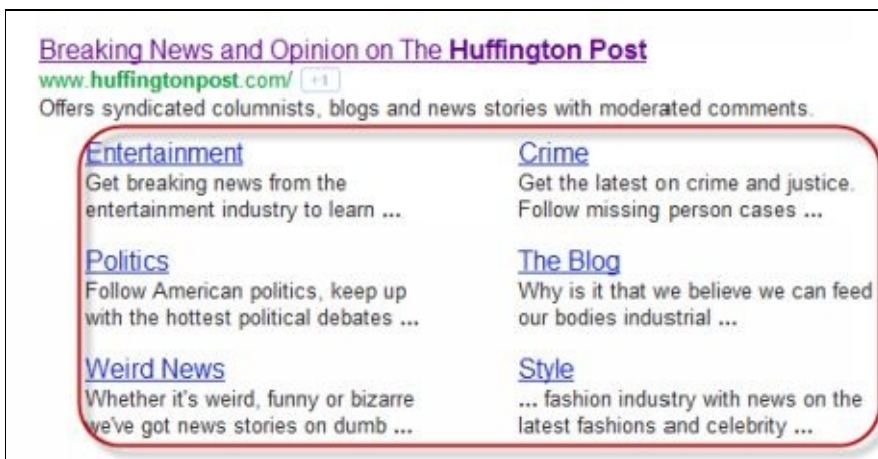 Breaking News and Opinion on The Huffington Post
www.huffingtonpost.com/ +1
Offers syndicated columnists, blogs and news stories with moderated comments.
Entertainment
Get breaking news from the
entertainment industry to learn ...
Crime
Get the latest on crime and justice.
Follow missing person cases ...
Politics
Follow American politics, keep up
with the hottest political debates ...
The Blog
Why is it that we believe we can feed
our bodies industrial ...
Weird News
Whether it's weird, funny or bizarre
we've got news stories on dumb ...
Style
... fashion industry with news on the
latest fashions and celebrity ...